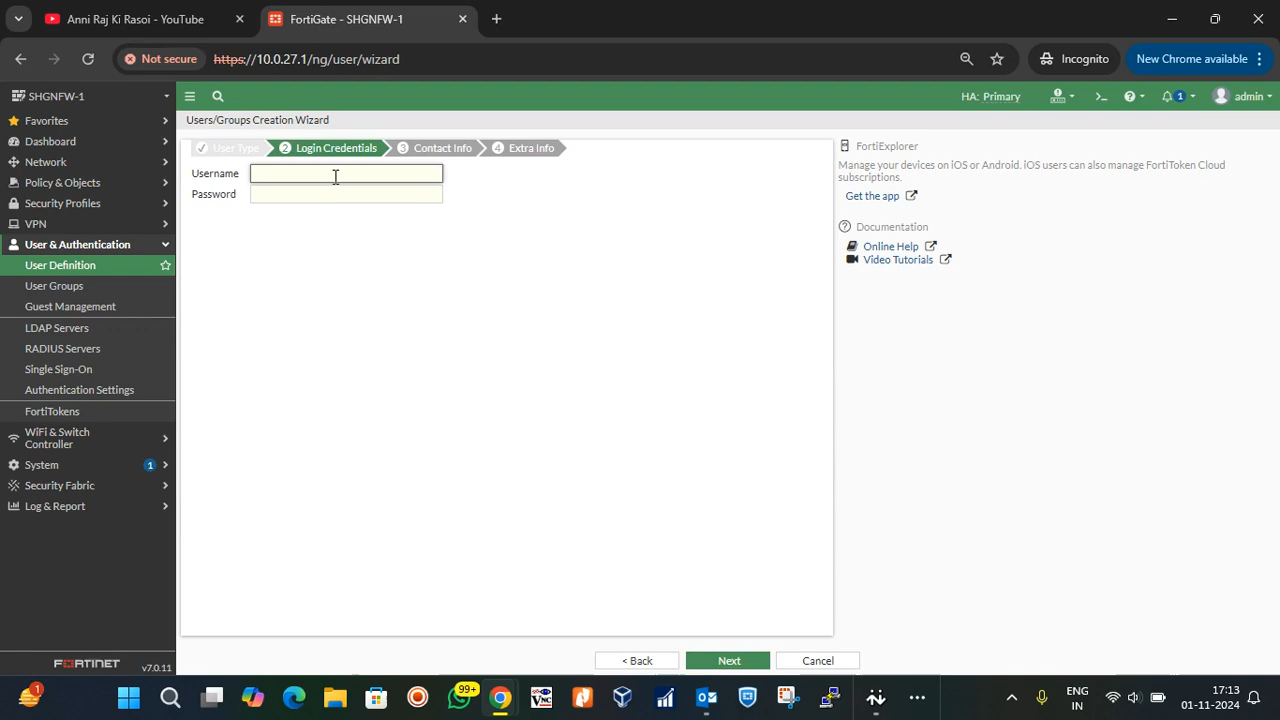 Anni Raj Ki Rasoi - YouTube
FortiGate - SHGNFW-1
Not secure
https://10.0.27.1/ng/user/wizard
Incognito
New Chrome available
SHGNFW-1
HA: Primary
1
admin
Favorites
Dashboard
Network
Policy & Objects
Security Profiles
VPN
User & Authentication
User Definition
User Groups
Guest Management
LDAP Servers
RADIUS Servers
Single Sign-On
Authentication Settings
FortiTokens
WiFi & Switch
Controller
System
1
Security Fabric
Log & Report
FORTINET
v7.0.11
Users/Groups Creation Wizard
User Type
2 Login Credentials
3 Contact Info
4 Extra Info
Username
Password
< Back
Next
Cancel
FortiExplorer
Manage your devices on iOS or Android. iOS users can also manage FortiToken Cloud
subscriptions.
Get the app
Documentation
Online Help
Video Tutorials
1
99+
ENG
IN
17:13
01-11-2024